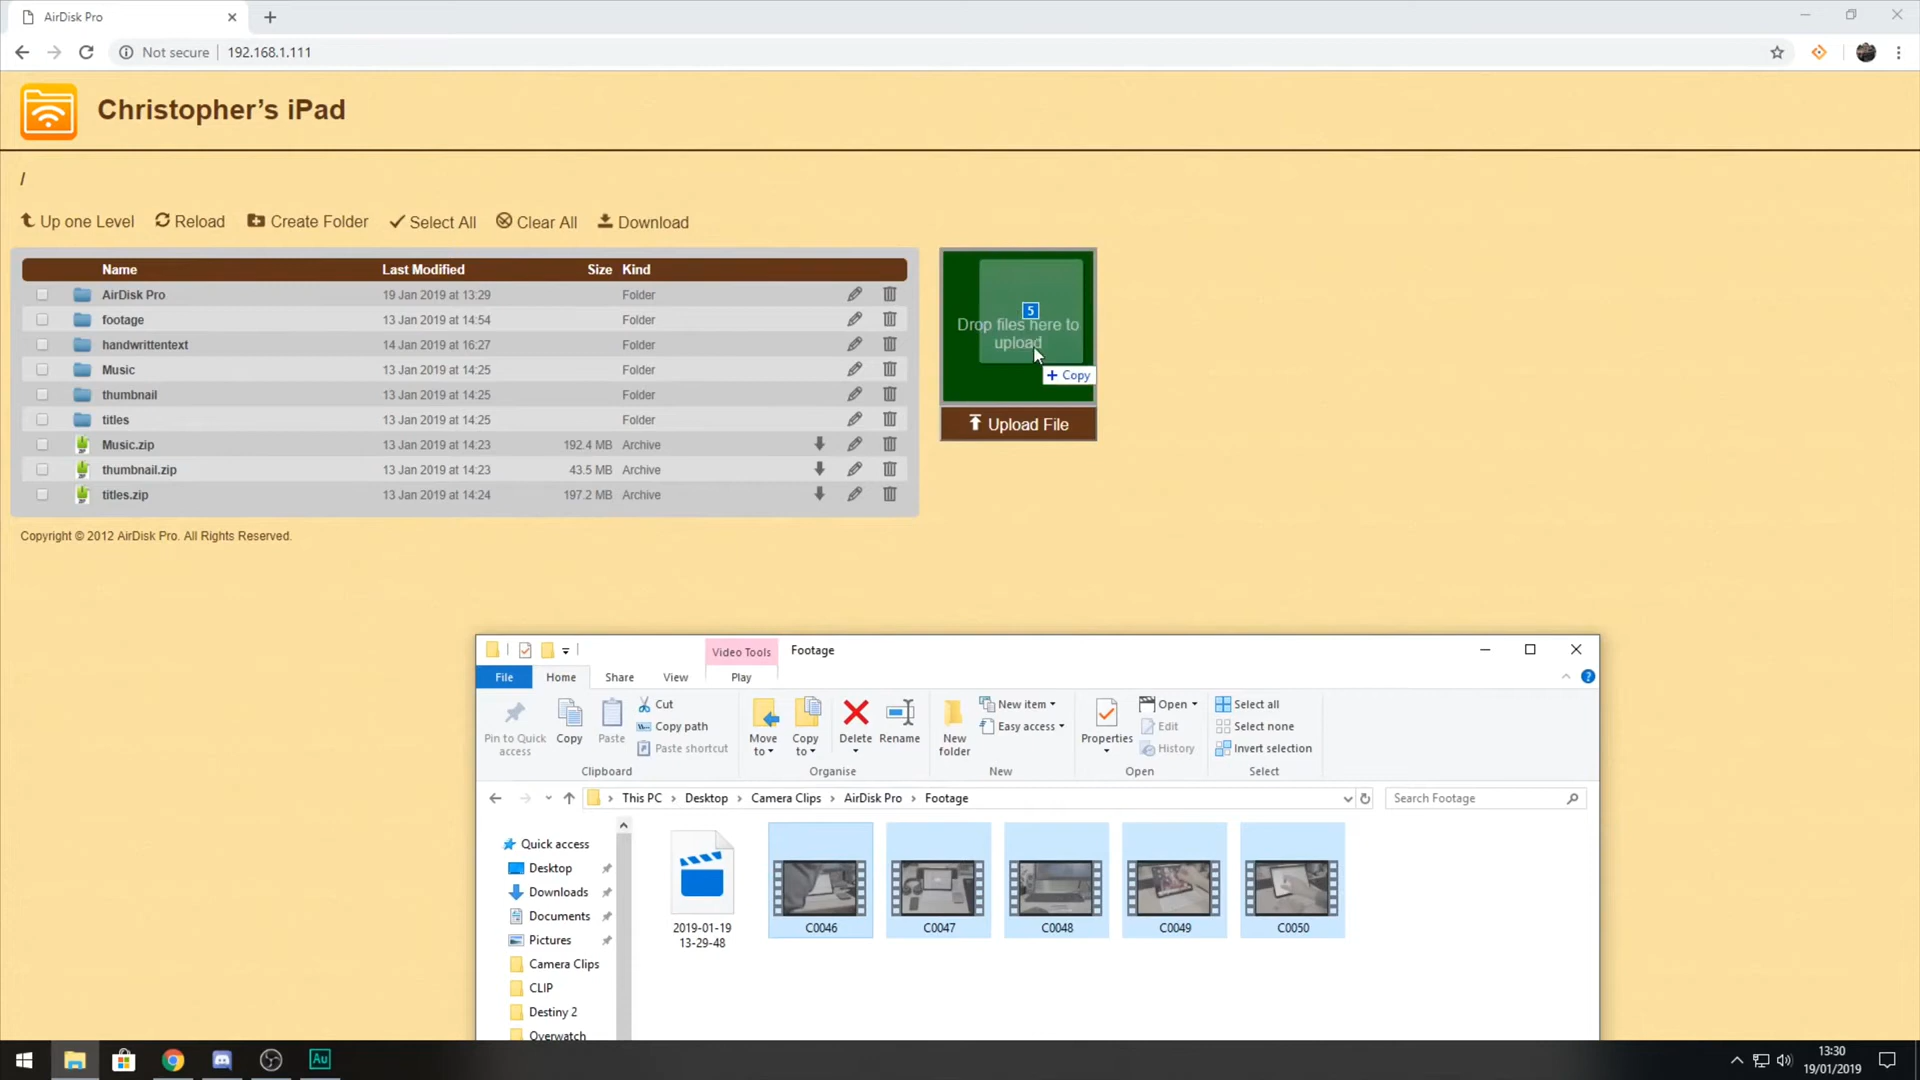 AirDisk Pro
Not secure 192.168.1.111
Christopher’s iPad
/
Up one Level Reload Create Folder Select All Clear All Download
Name Last Modified Size Kind
AirDisk Pro 19 Jan 2019 at 13:29 Folder
footage 13 Jan 2019 at 14:54 Folder
handwrittentext 14 Jan 2019 at 16:27 Folder
Music 13 Jan 2019 at 14:25 Folder
thumbnail 13 Jan 2019 at 14:25 Folder
titles 13 Jan 2019 at 14:25 Folder
Music.zip 13 Jan 2019 at 14:23 192.4 MB Archive
thumbnail.zip 13 Jan 2019 at 14:23 43.5 MB Archive
titles.zip 13 Jan 2019 at 14:24 197.2 MB Archive
5
Drop files here to
upload
+ Copy
Upload File
Copyright © 2012 AirDisk Pro. All Rights Reserved.
Video Tools Footage
File Home Share View Play
Pin to Quick
access
Copy
Paste
Cut
Copy path
Paste shortcut
Clipboard
Move
to
Copy
to
Delete
Rename
Organise
New
folder
New item
Easy access
New
Properties
Open
Edit
History
Open
Select all
Select none
Invert selection
Select
This PC > Desktop > Camera Clips > AirDisk Pro > Footage
Search Footage
Quick access
Desktop
Downloads
Documents
Pictures
Camera Clips
CLIP
Destiny 2
Overwatch
2019-01-19
13-29-48
C0046
C0047
C0048
C0049
C0050
Au
13:30
19/01/2019